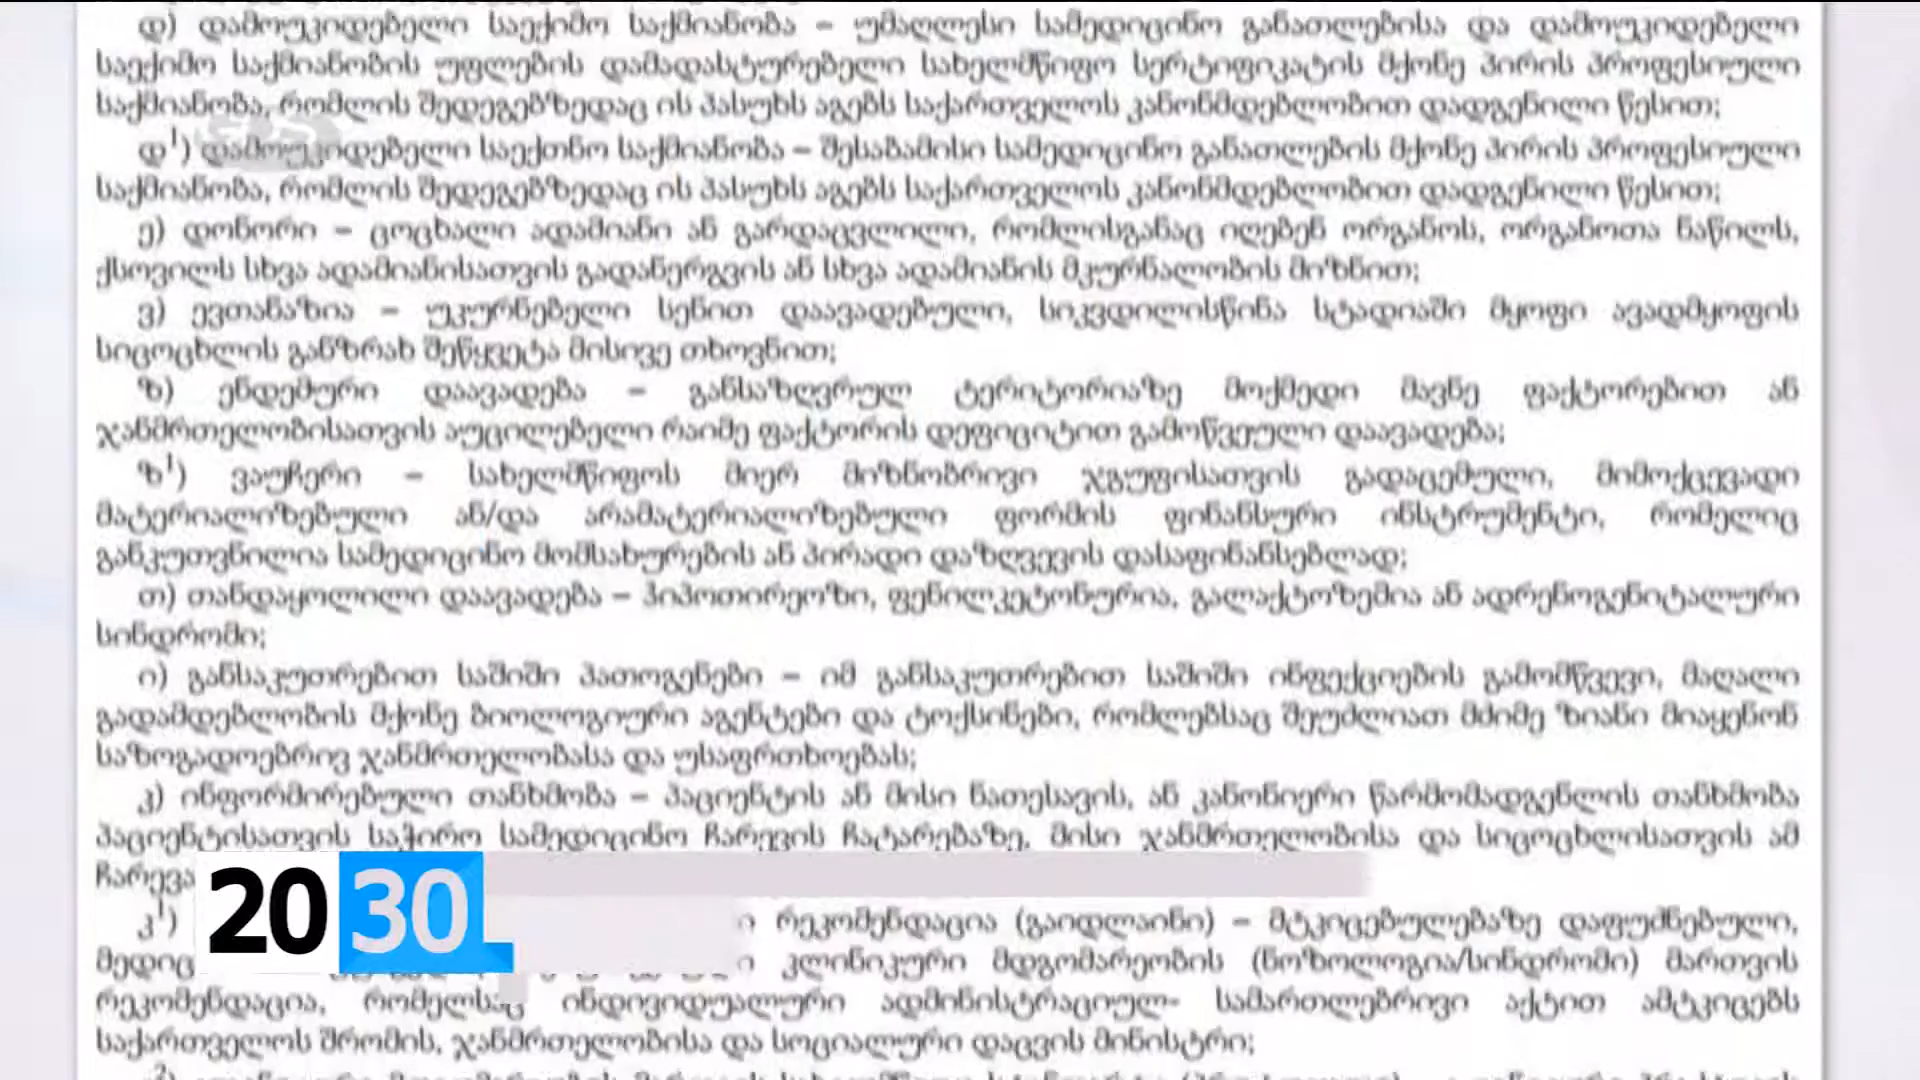 დ) დამოუკიდებელი საექიმო საქმიანობა – უმაღლესი სამედიცინო განათლებისა და დამოუკიდებელი
საექიმო საქმიანობის უფლების დამადასტურებელი სახელმწიფო სერტიფიკატის მქონე პირის პროფესიული
საქმიანობა, რომლის შედეგებზედაც ის პასუხს აგებს საქართველოს კანონმდებლობით დადგენილი წესით;
დ¹) დამოუკიდებელი საექთნო საქმიანობა – შესაბამისი სამედიცინო განათლების მქონე პირის პროფესიული
საქმიანობა, რომლის შედეგებზედაც ის პასუხს აგებს საქართველოს კანონმდებლობით დადგენილი წესით;
ე) დონორი – ცოცხალი ადამიანი ან გარდაცვლილი, რომლისგანაც იღებენ ორგანოს, ორგანოთა ნაწილს,
ქსოვილს სხვა ადამიანისათვის გადანერგვის ან სხვა ადამიანის მკურნალობის მიზნით;
ვ) ევთანაზია – უკურნებელი სენით დაავადებული, სიკვდილისწინა სტადიაში მყოფი ავადმყოფის
სიცოცხლის განზრახ შეწყვეტა მისივე თხოვნით;
ზ) ენდემური დაავადება – განსაზღვრულ ტერიტორიაზე მოქმედი მავნე ფაქტორებით ან
ჯანმრთელობისათვის აუცილებელი რაიმე ფაქტორის დეფიციტით გამოწვეული დაავადება;
ზ¹) ვაუჩერი – სახელმწიფოს მიერ მიზნობრივი ჯგუფისათვის გადაცემული, მიმოქცევადი
მატერიალიზებული ან/და არამატერიალიზებული ფორმის ფინანსური ინსტრუმენტი, რომელიც
განკუთვნილია სამედიცინო მომსახურების ან პირადი დაზღვევის დასაფინანსებლად;
თ) თანდაყოლილი დაავადება – ჰიპოთირეოზი, ფენილკეტონურია, გალაქტოზემია ან ადრენოგენიტალური
სინდრომი;
ი) განსაკუთრებით საშიში პათოგენები – იმ განსაკუთრებით საშიში ინფექციების გამომწვევი, მაღალი
გადამდებლობის მქონე ბიოლოგიური აგენტები და ტოქსინები, რომლებსაც შეუძლიათ მძიმე ზიანი მიაყენონ
საზოგადოებრივ ჯანმრთელობასა და უსაფრთხოებას;
კ) ინფორმირებული თანხმობა – პაციენტის ან მისი ნათესავის, ან კანონიერი წარმომადგენლის თანხმობა
პაციენტისათვის საჭირო სამედიცინო ჩარევის ჩატარებაზე, მისი ჯანმრთელობისა და სიცოცხლისათვის ამ
ჩარევა
20 30
კ¹) ი რეკომენდაცია (გაიდლაინი) – მტკიცებულებაზე დაფუძნებული,
მედიც ი კლინიკური მდგომარეობის (ნოზოლოგია/სინდრომი) მართვის
რეკომენდაცია, რომელსაც ინდივიდუალური ადმინისტრაციულ- სამართლებრივი აქტით ამტკიცებს
საქართველოს შრომის, ჯანმრთელობისა და სოციალური დაცვის მინისტრი;